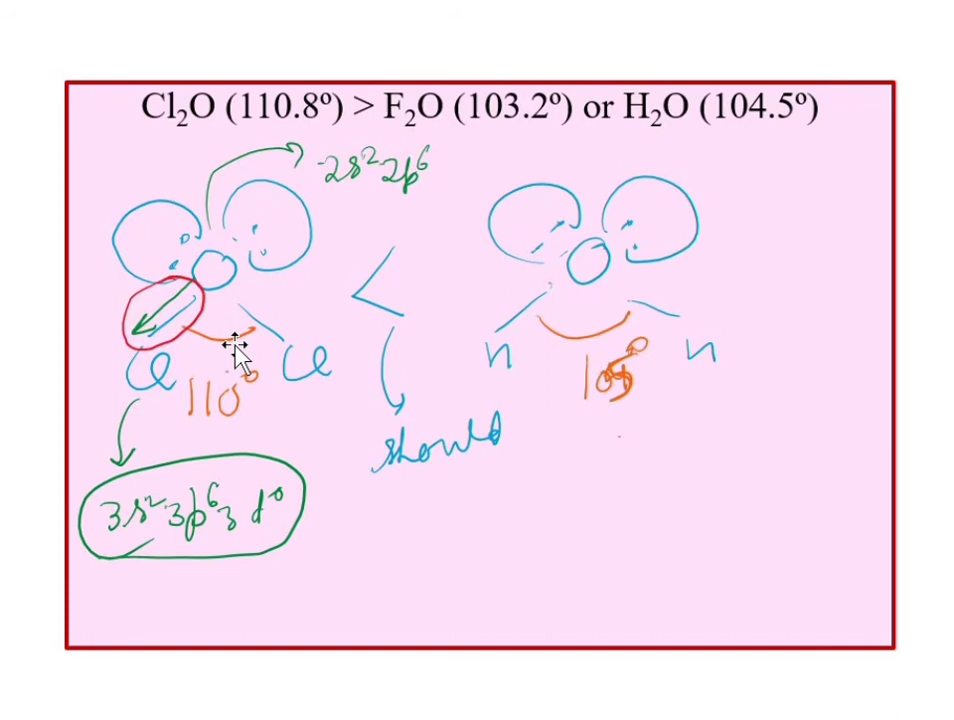 Cl₂O (110.8º) > F₂O (103.2º) or H₂O (104.5º)
2s² 2p⁶
<
Cl Cl H H
110° 105°
should
3s² 3p⁶ 3d⁰